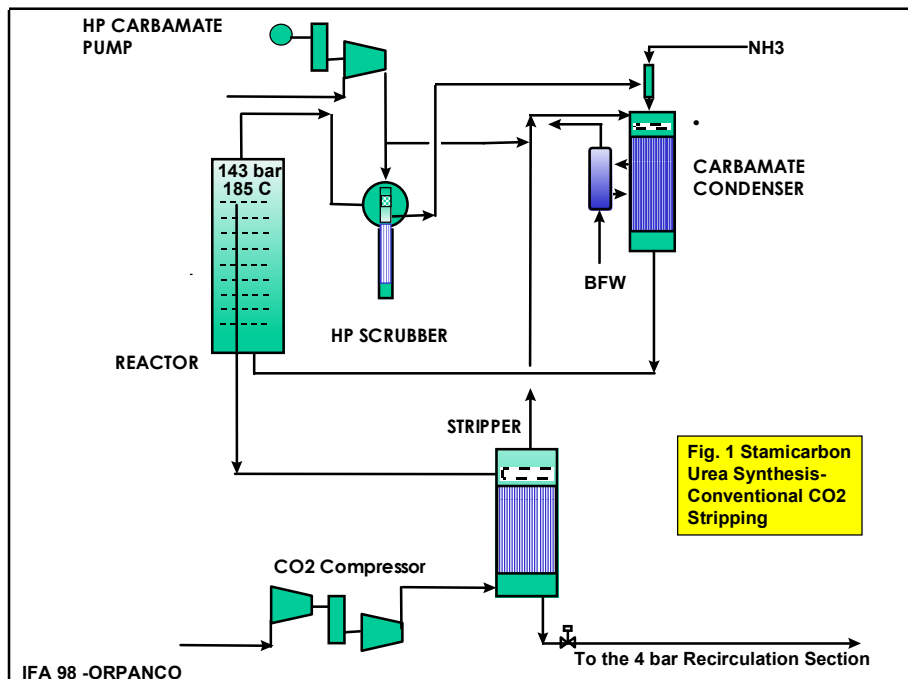 HP CARBAMATE
PUMP
NH3
143 bar
185 C
CARBAMATE
CONDENSER
BFW
HP SCRUBBER
REACTOR
STRIPPER
Fig. 1 Stamicarbon
Urea Synthesis-
Conventional CO2
Stripping
CO2 Compressor
To the 4 bar Recirculation Section
IFA 98 -ORPANCO